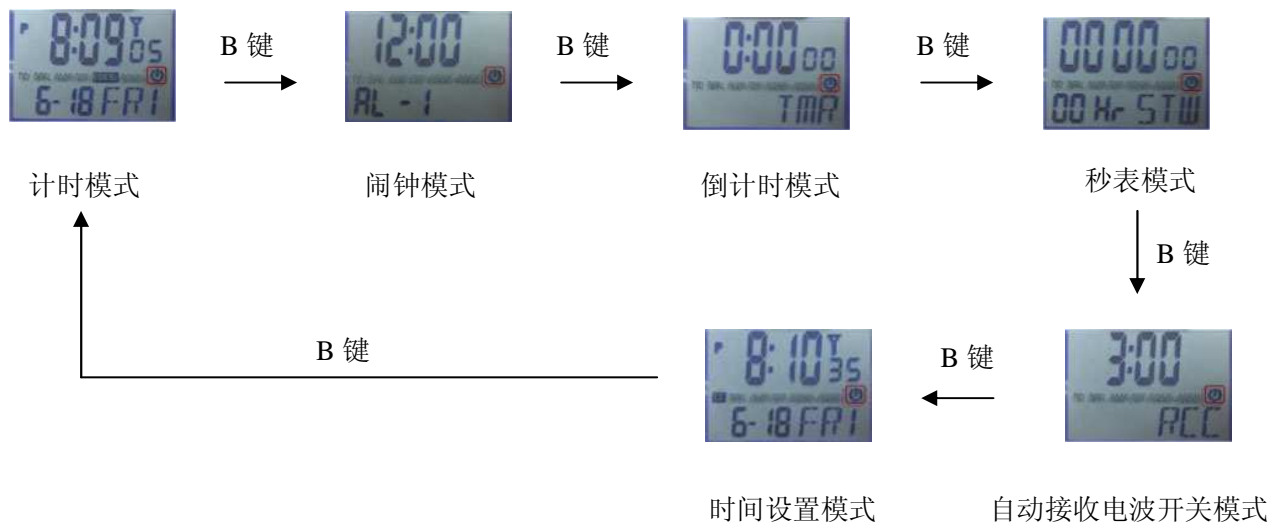 P 8:09 05
6-18 FRI
B 键
12:00
AL-1
B 键
0:00 00
TMR
B 键
00 00 00
00 Hr STW
计时模式
闹钟模式
倒计时模式
秒表模式
B 键
B 键
P 8:10 35
6-18 FRI
B 键
3:00
RCC
时间设置模式
自动接收电波开关模式